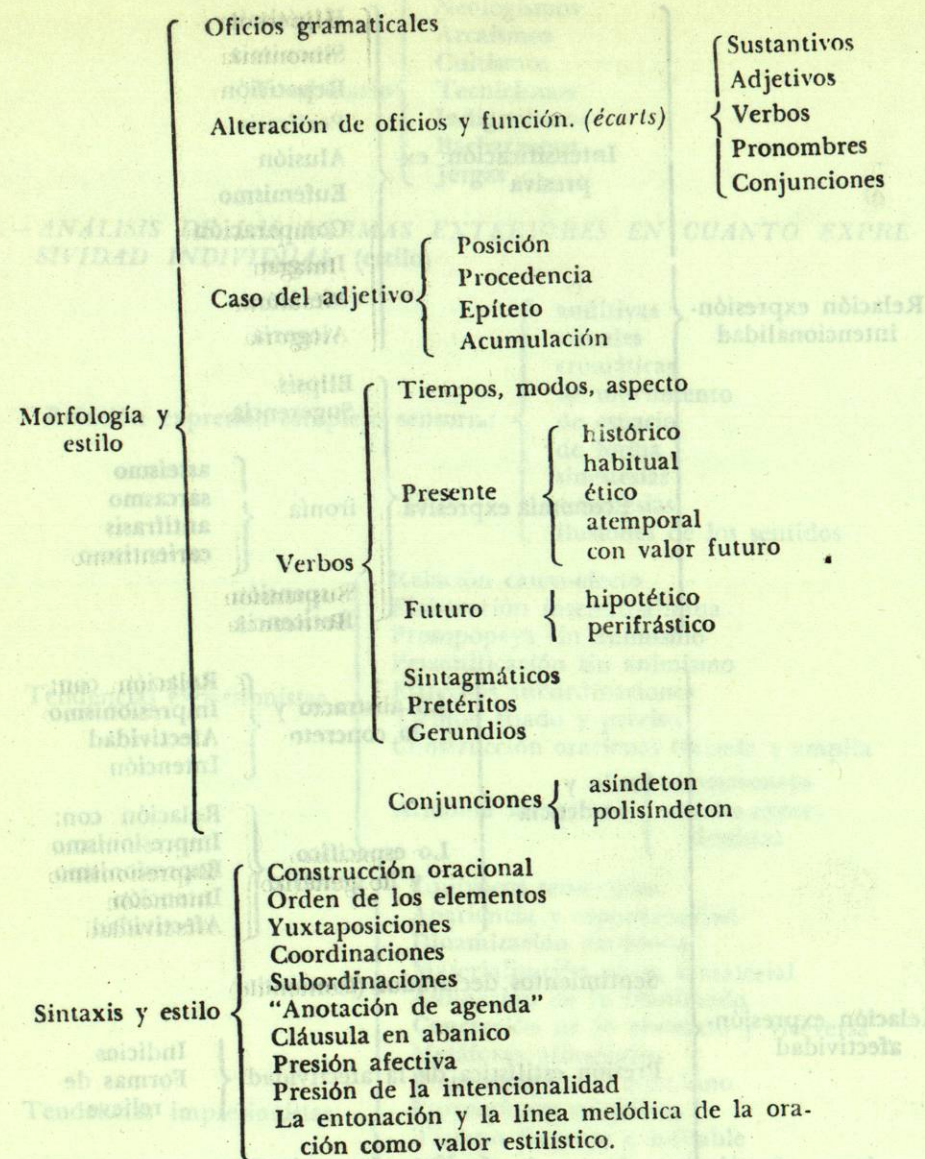 Oficios gramaticales
Alteración de oficios y función. (écarts)
Sustantivos
Adjetivos
Verbos
Pronombres
Conjunciones
Caso del adjetivo
Posición
Procedencia
Epíteto
Acumulación
Morfología y
estilo
Verbos
Tiempos, modos, aspecto
Presente
histórico
habitual
ético
atemporal
con valor futuro
Futuro
hipotético
perifrástico
Sintagmáticos
Pretéritos
Gerundios
Conjunciones
asíndeton
polisíndeton
Sintaxis y estilo
Construcción oracional
Orden de los elementos
Yuxtaposiciones
Coordinaciones
Subordinaciones
"Anotación de agenda"
Cláusula en abanico
Presión afectiva
Presión de la intencionalidad
La entonación y la línea melódica de la ora-
ción como valor estilístico.